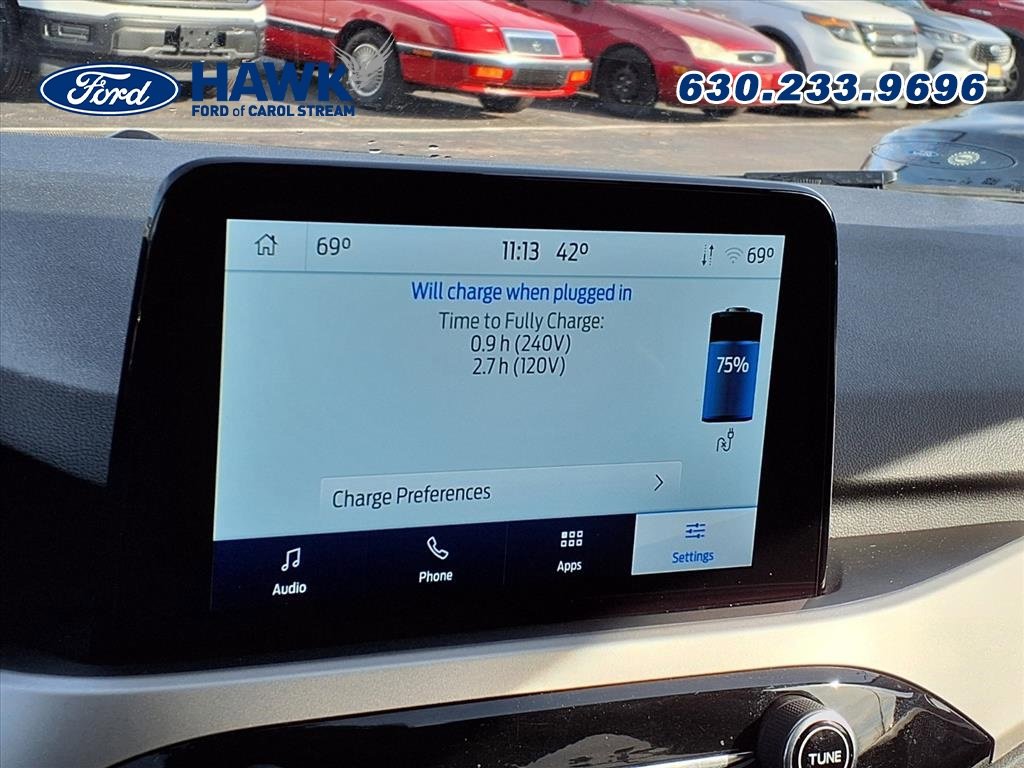 Ford
HAWK
FORD of CAROL STREAM
630.233.9696
69° 11:13 42° 69°
Will charge when plugged in
Time to Fully Charge:
0.9 h (240V)
2.7 h (120V)
75%
Charge Preferences
Audio Phone Apps Settings
TUNE